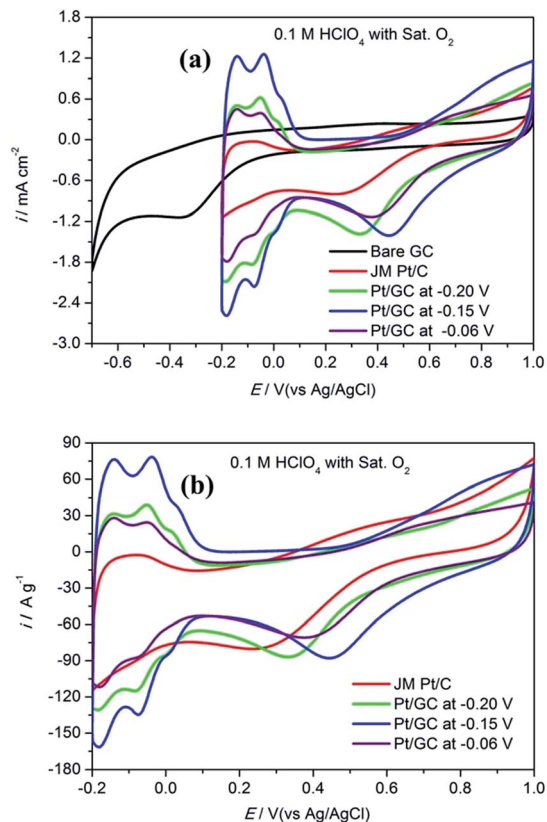 (a)
0.1 M HClO₄ with Sat. O₂
i / mA cm⁻²
1.8
1.2
0.6
0.0
-0.6
-1.2
-1.8
-2.4
-3.0
Bare GC
JM Pt/C
Pt/GC at -0.20 V
Pt/GC at -0.15 V
Pt/GC at -0.06 V
-0.6 -0.4 -0.2 0.0 0.2 0.4 0.6 0.8 1.0
E / V(vs Ag/AgCl)
(b)
0.1 M HClO₄ with Sat. O₂
i / A g⁻¹
90
60
30
0
-30
-60
-90
-120
-150
-180
JM Pt/C
Pt/GC at -0.20 V
Pt/GC at -0.15 V
Pt/GC at -0.06 V
-0.2 0.0 0.2 0.4 0.6 0.8 1.0
E / V(vs Ag/AgCl)